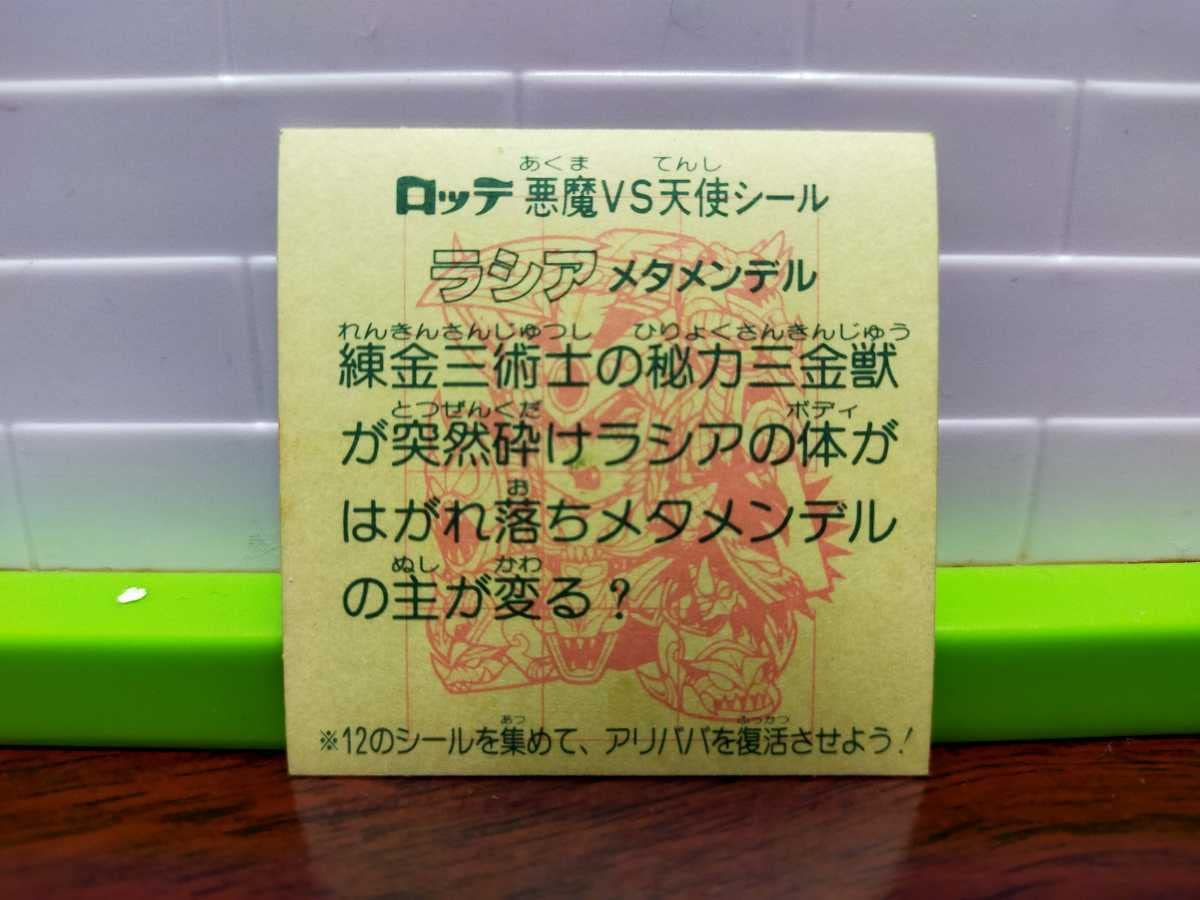 あくま てんし
ロッテ 悪魔VS天使シール
ラシア メタメンデル
れんきんさんじゅつし ひりょくさんきんじゅう
練金三術士の秘力三金獣
とつぜんくだ ボディ
が突然砕けラシアの体が
お
はがれ落ちメタメンデル
ぬし かわ
の主が変る？
あつ ふっかつ
※12のシールを集めて、アリババを復活させよう！